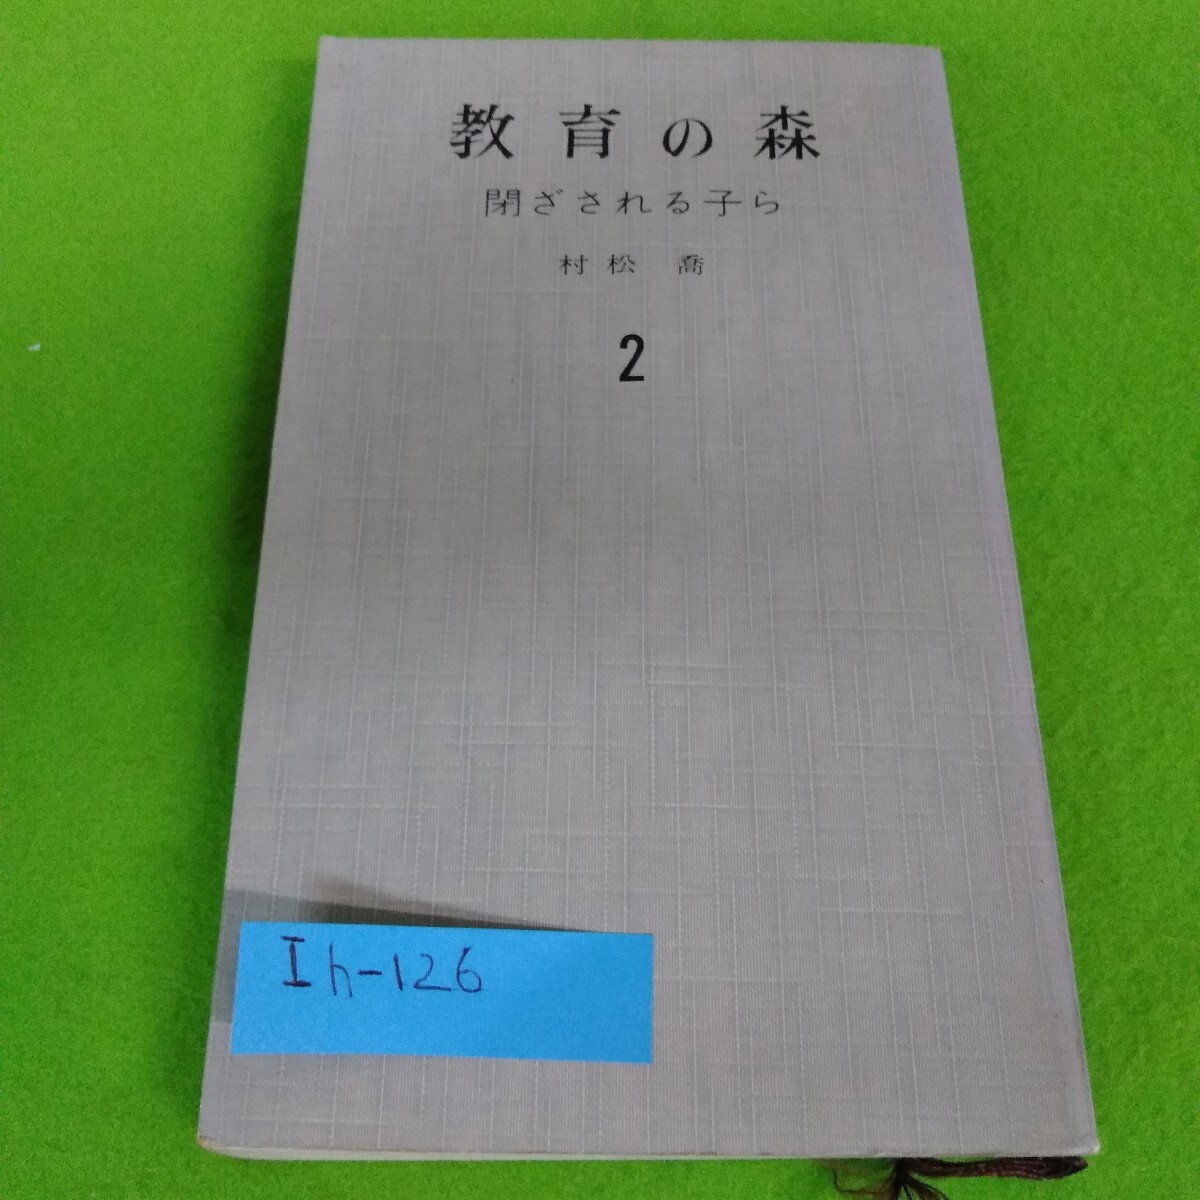 教育の森
閉ざされる子ら
村松 喬
2
Ih-126